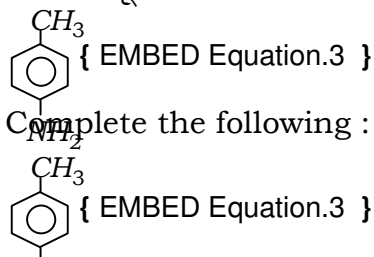 CH3
{ EMBED Equation.3 }
NH2
Complete the following :
CH3
{ EMBED Equation.3 }